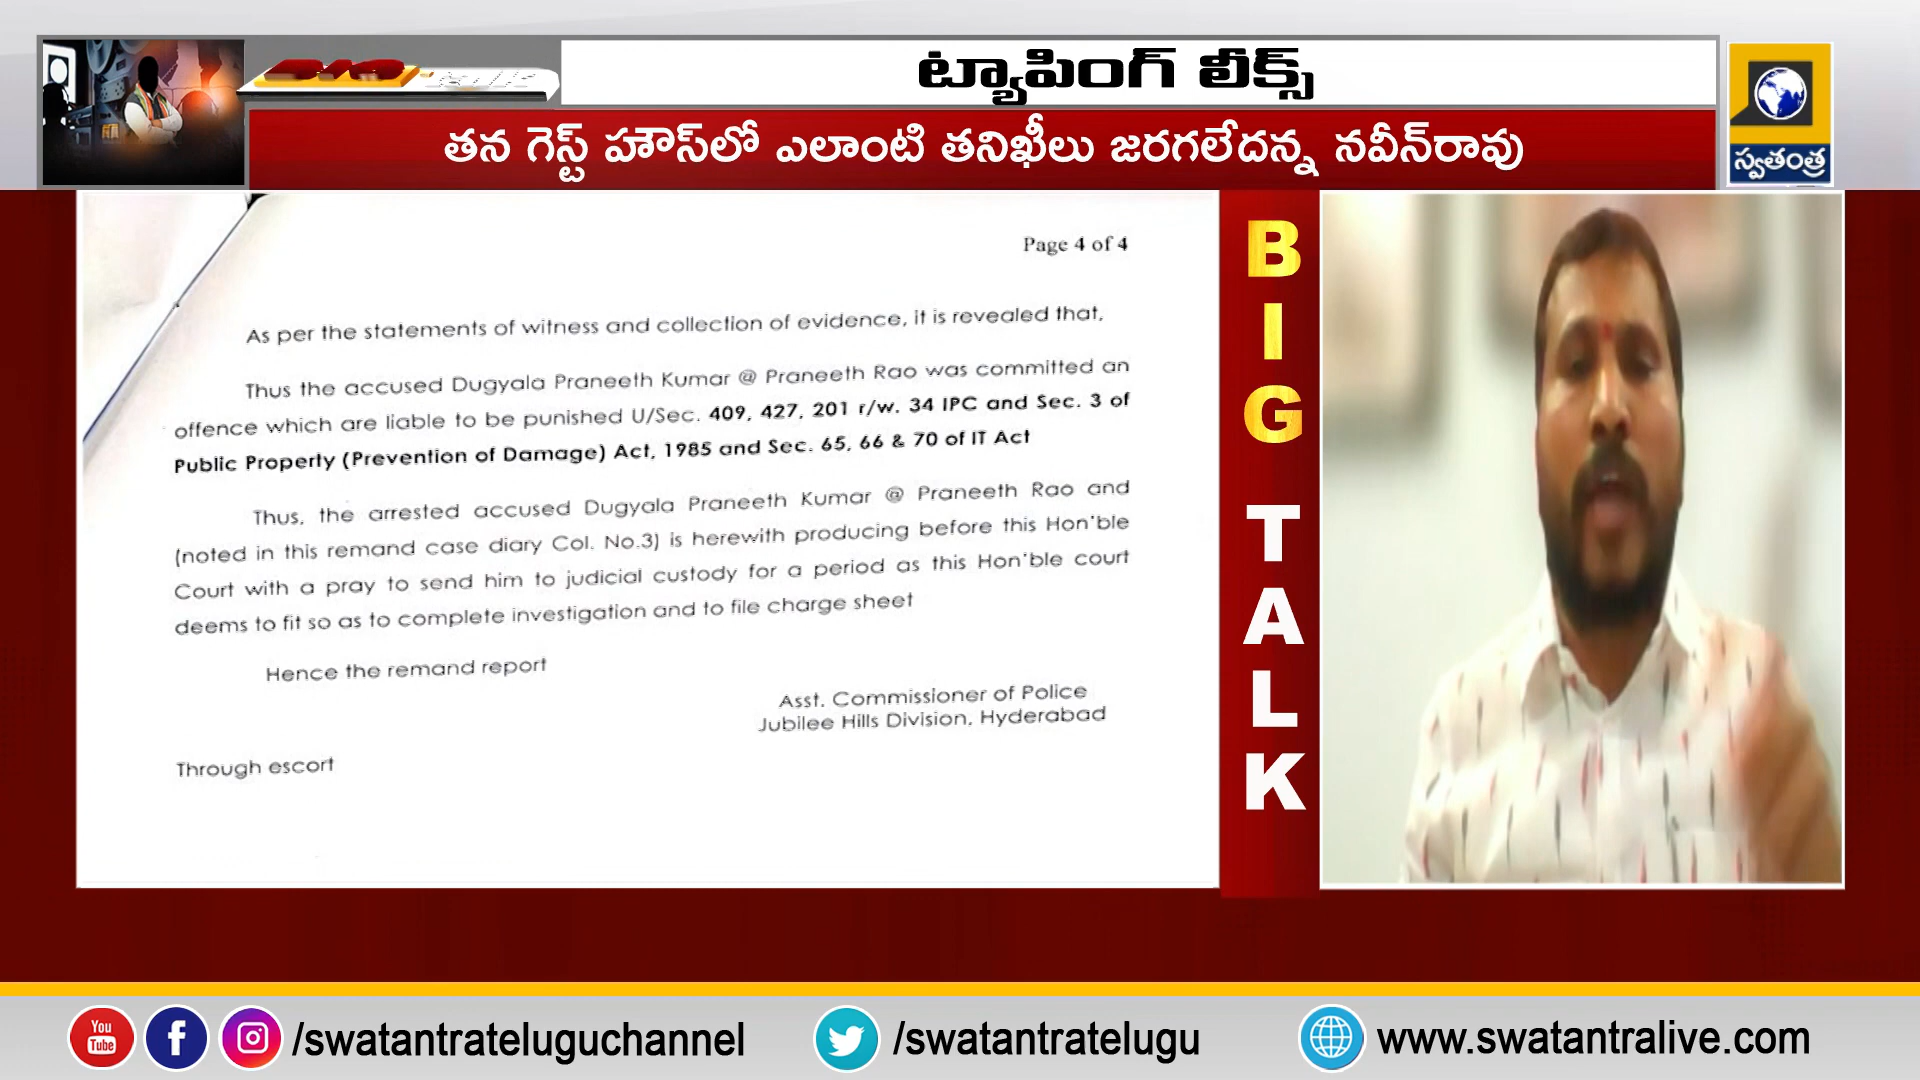 ట్యాపింగ్ లీక్స్
తన గెస్ట్ హౌస్‌లో ఎలాంటి తనిఖీలు జరగలేదన్న నవీన్‌రావు
స్వతంత్ర
Page 4 of 4
As per the statements of witness and collection of evidence, it is revealed that,
Thus the accused Dugyala Praneeth Kumar @ Praneeth Rao was committed an
offence which are liable to be punished U/Sec. 409, 427, 201 r/w. 34 IPC and Sec. 3 of
Public Property (Prevention of Damage) Act, 1985 and Sec. 65, 66 & 70 of IT Act
Thus, the arrested accused Dugyala Praneeth Kumar @ Praneeth Rao and
(noted in this remand case diary Col. No.3) is herewith producing before this Hon'ble
Court with a pray to send him to judicial custody for a period as this Hon'ble court
deems to fit so as to complete investigation and to file charge sheet
Hence the remand report
Asst. Commissioner of Police
Jubilee Hills Division, Hyderabad
Through escort
BIG TALK
You Tube
/swatantrateluguchannel
/swatantratelugu
www.swatantralive.com